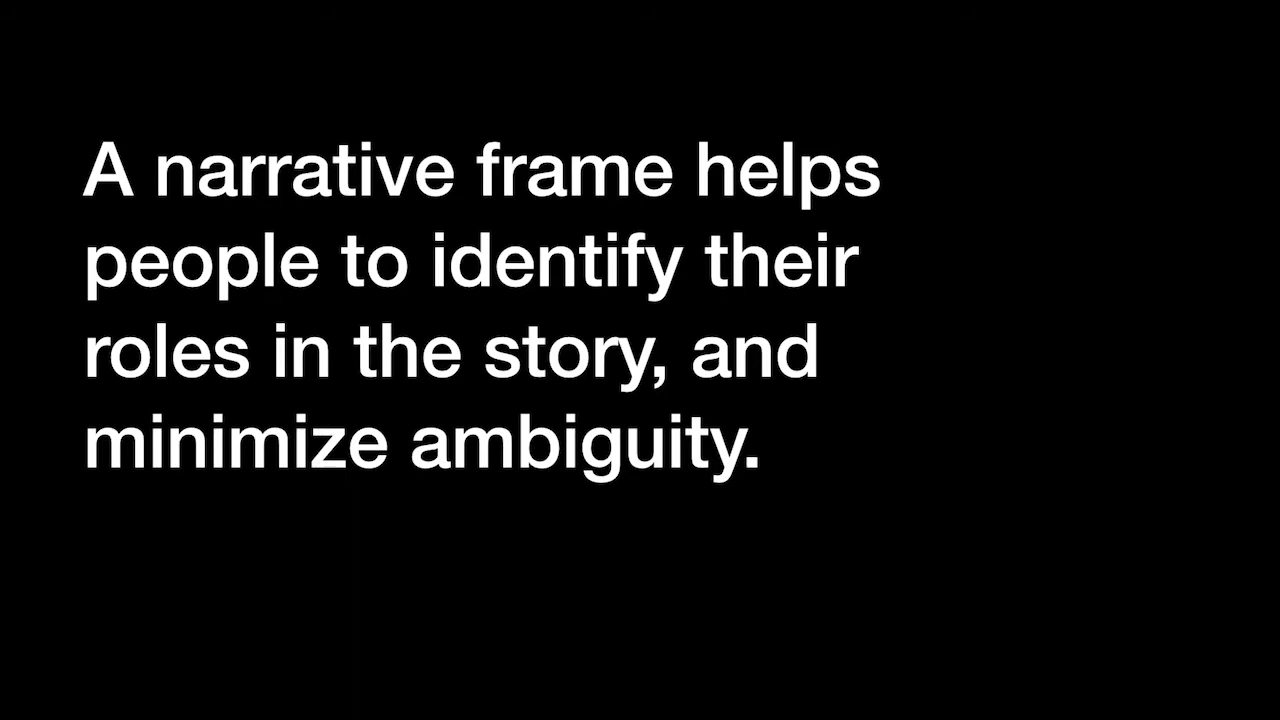 A narrative frame helps
people to identify their
roles in the story, and
minimize ambiguity.